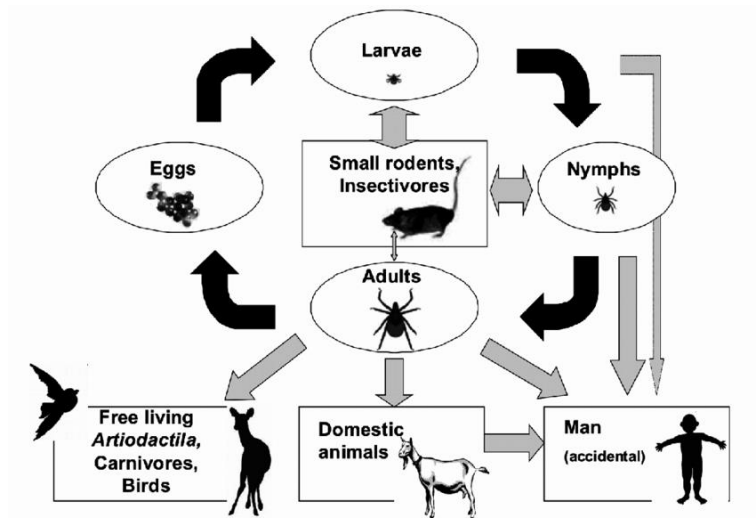 Larvae
Eggs
Small rodents,
Insectivores
Nymphs
Adults
Free living
Artiodactila,
Carnivores,
Birds
Domestic
animals
Man
(accidental)